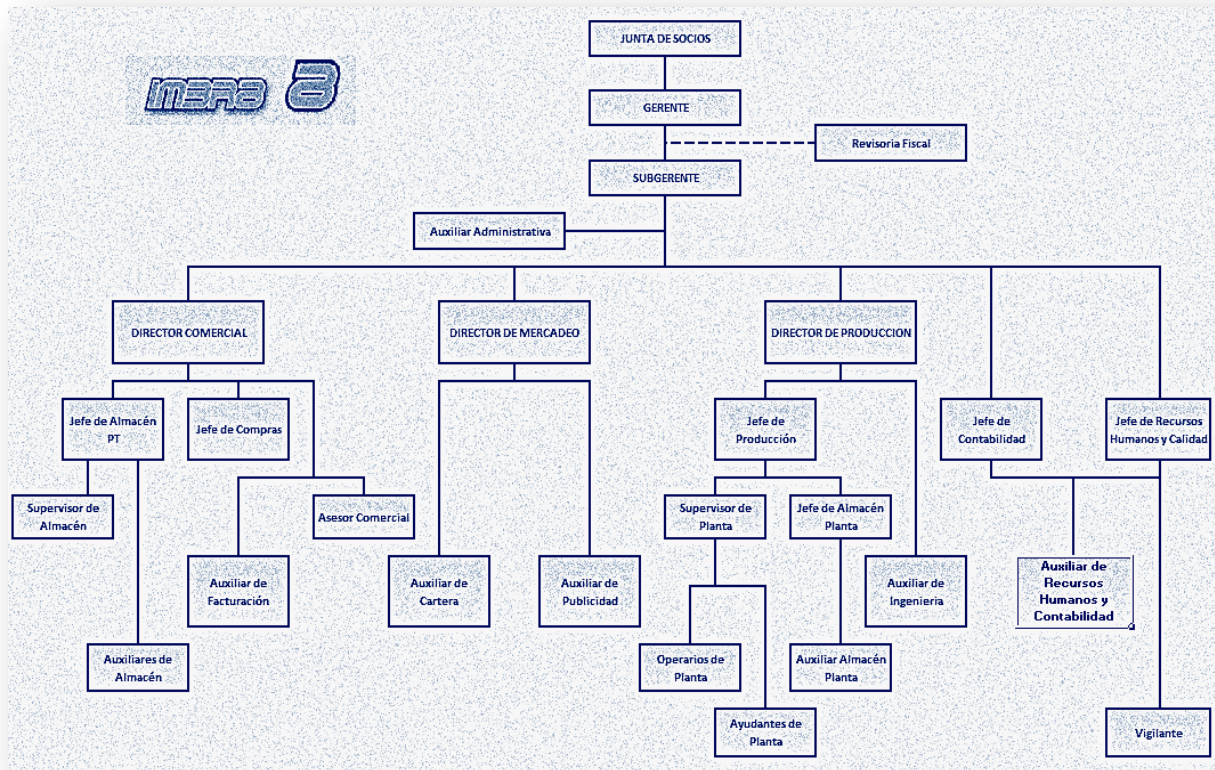 JUNTA DE SOCIOS
IMBRB
GERENTE
Revisoria Fiscal
SUBGERENTE
Auxiliar Administrativa
DIRECTOR COMERCIAL
DIRECTOR DE MERCADEO
DIRECTOR DE PRODUCCION
Jefe de Almacén
PT
Jefe de Compras
Jefe de
Producción
Jefe de
Contabilidad
Jefe de Recursos
Humanos y Calidad
Supervisor de
Almacén
Asesor Comercial
Supervisor de
Planta
Jefe de Almacén
Planta
Auxiliar de
Facturación
Auxiliar de
Cartera
Auxiliar de
Publicidad
Auxiliar de
Ingenieria
Auxiliar de
Recursos
Humanos y
Contabilidad
Auxiliares de
Almacén
Operarios de
Planta
Auxiliar Almacén
Planta
Ayudantes de
Planta
Vigilante